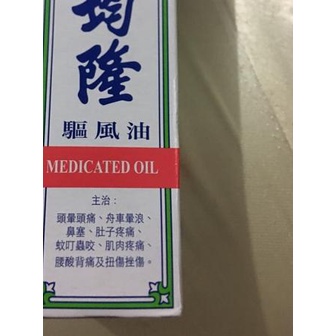 均隆
驅風油
MEDICATED OIL
主治:
頭暈頭痛、舟車暈浪、
鼻塞、肚子疼痛、
蚊叮蟲咬、肌肉疼痛、
腰酸背痛及扭傷挫傷。